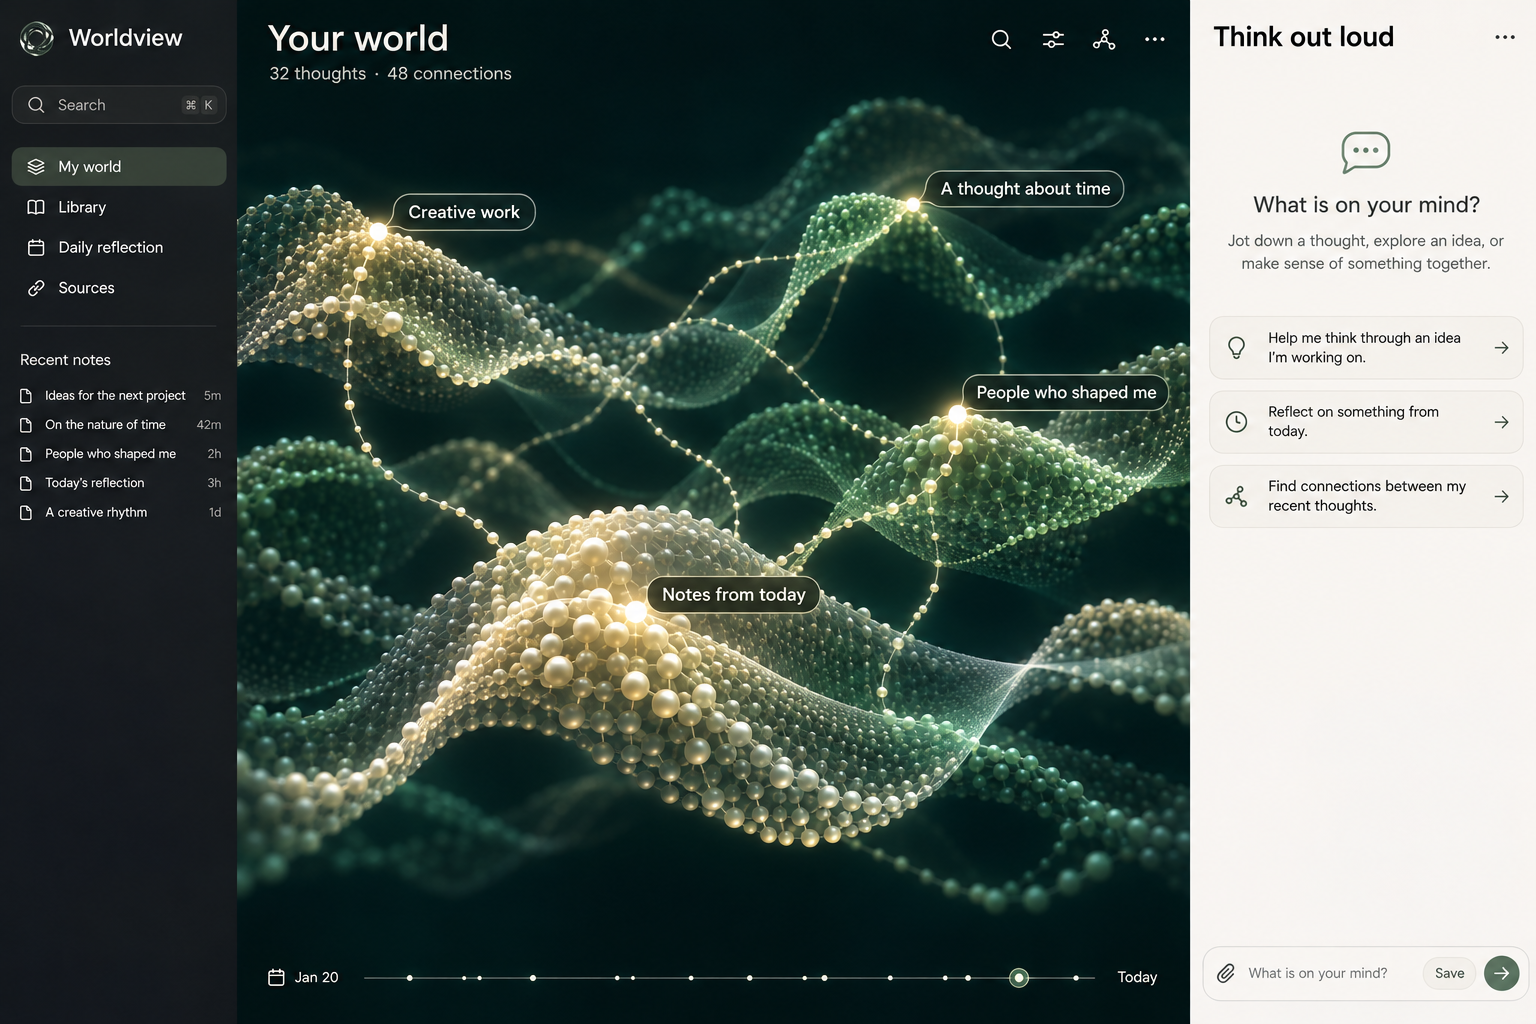 Worldview
Search ⌘ K
My world
Library
Daily reflection
Sources
Recent notes
Ideas for the next project 5m
On the nature of time 42m
People who shaped me 2h
Today's reflection 3h
A creative rhythm 1d
Your world
32 thoughts · 48 connections
Creative work
A thought about time
People who shaped me
Notes from today
Jan 20
Today
Think out loud
What is on your mind?
Jot down a thought, explore an idea, or
make sense of something together.
Help me think through an idea
I'm working on.
Reflect on something from
today.
Find connections between my
recent thoughts.
What is on your mind?
Save